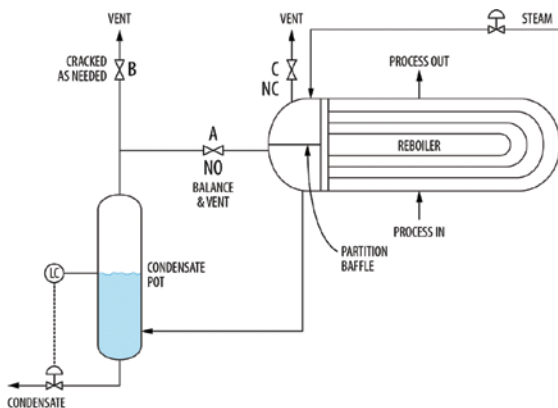 VENT
VENT
STEAM
CRACKED
AS NEEDED
B
C
NC
PROCESS OUT
A
NO
BALANCE
& VENT
REBOILER
PROCESS IN
PARTITION
BAFFLE
LC
CONDENSATE
POT
CONDENSATE